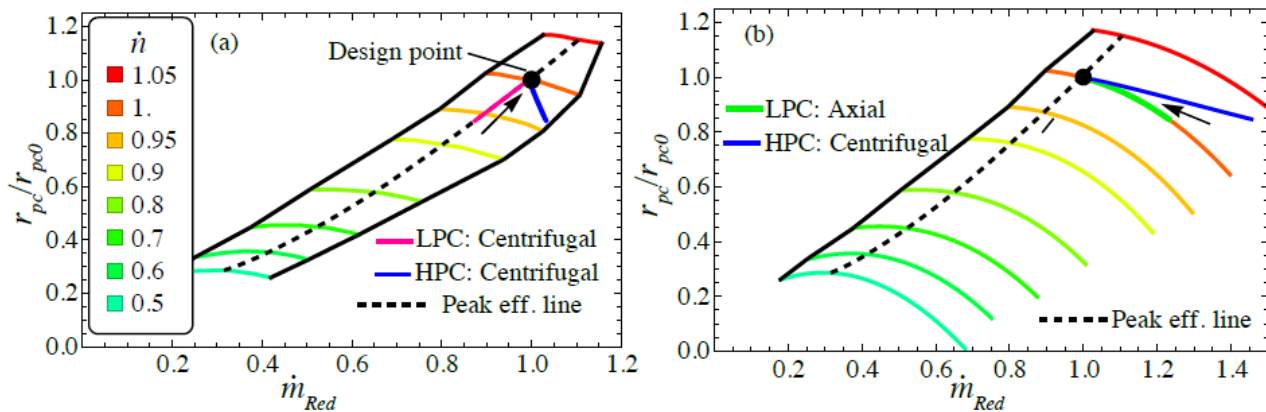 (a)
ṅ
1.05
1.
0.95
0.9
0.8
0.7
0.6
0.5
Design point
LPC: Centrifugal
HPC: Centrifugal
Peak eff. line
r_pc/r_pc0
1.2
1.0
0.8
0.6
0.4
0.2
0.0
0.2 0.4 0.6 0.8 1.0 1.2
ṁ_Red
(b)
LPC: Axial
HPC: Centrifugal
Peak eff. line
r_pc/r_pc0
1.2
1.0
0.8
0.6
0.4
0.2
0.0
0.2 0.4 0.6 0.8 1.0 1.2 1.4
ṁ_Red